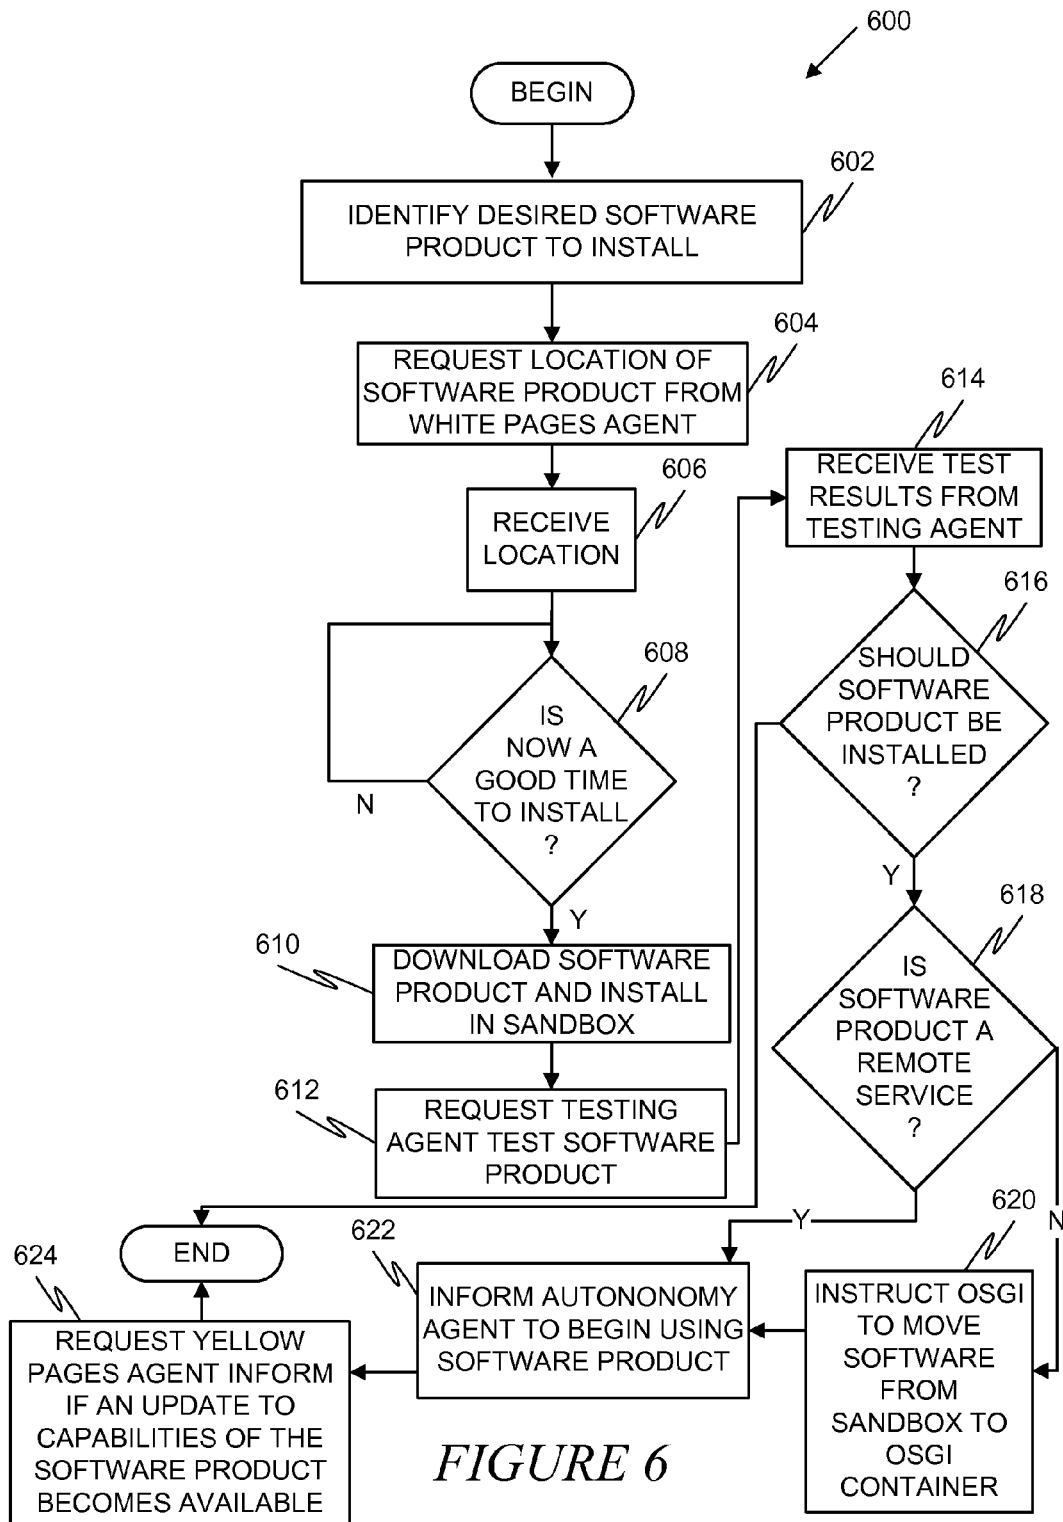 600
BEGIN
602
IDENTIFY DESIRED SOFTWARE
PRODUCT TO INSTALL
604
REQUEST LOCATION OF
SOFTWARE PRODUCT FROM
WHITE PAGES AGENT
606
RECEIVE
LOCATION
608
IS
NOW A
GOOD TIME
TO INSTALL
?
N
Y
610
DOWNLOAD SOFTWARE
PRODUCT AND INSTALL
IN SANDBOX
612
REQUEST TESTING
AGENT TEST SOFTWARE
PRODUCT
614
RECEIVE TEST
RESULTS FROM
TESTING AGENT
616
SHOULD
SOFTWARE
PRODUCT BE
INSTALLED
?
Y
618
IS
SOFTWARE
PRODUCT A
REMOTE
SERVICE
?
Y
N
620
INSTRUCT OSGI
TO MOVE
SOFTWARE
FROM
SANDBOX TO
OSGI
CONTAINER
622
INFORM AUTONONOMY
AGENT TO BEGIN USING
SOFTWARE PRODUCT
624
REQUEST YELLOW
PAGES AGENT INFORM
IF AN UPDATE TO
CAPABILITIES OF THE
SOFTWARE PRODUCT
BECOMES AVAILABLE
END
FIGURE 6